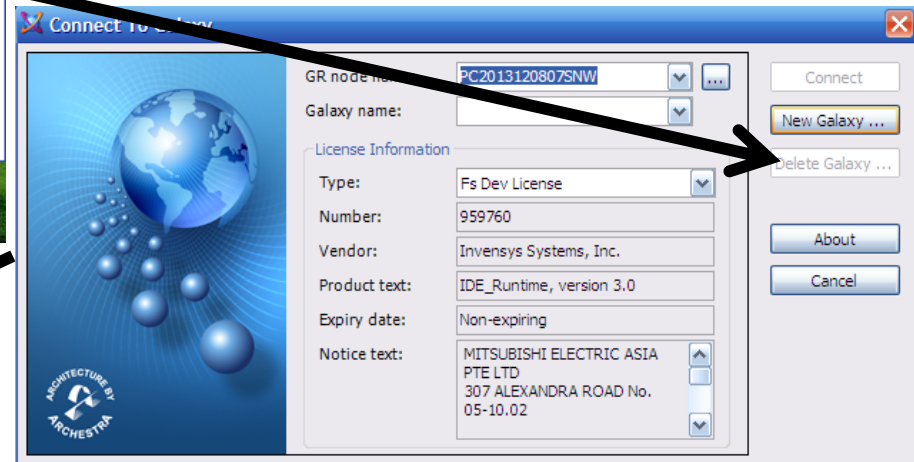 Connect To Galaxy
GR node name: PC2013120807SNW ...
Connect
Galaxy name:
New Galaxy ...
License Information
Delete Galaxy ...
Type: Fs Dev License
Number: 959760
Vendor: Invensys Systems, Inc.
About
Product text: IDE_Runtime, version 3.0
Cancel
Expiry date: Non-expiring
Notice text: MITSUBISHI ELECTRIC ASIA
PTE LTD
307 ALEXANDRA ROAD No.
05-10.02
ARCHITECTURE BY
ARCHESTRA